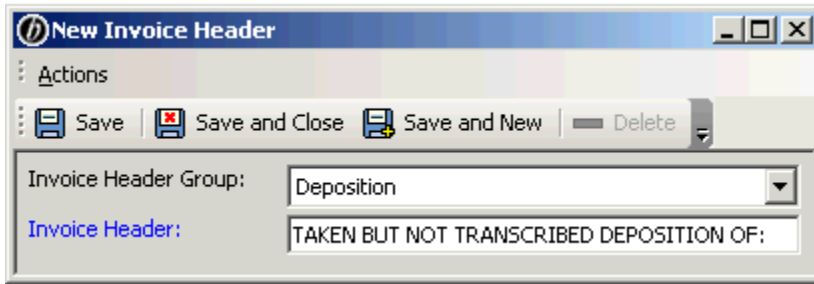 New Invoice Header
Actions
Save Save and Close Save and New Delete
Invoice Header Group: Deposition
Invoice Header: TAKEN BUT NOT TRANSCRIBED DEPOSITION OF: